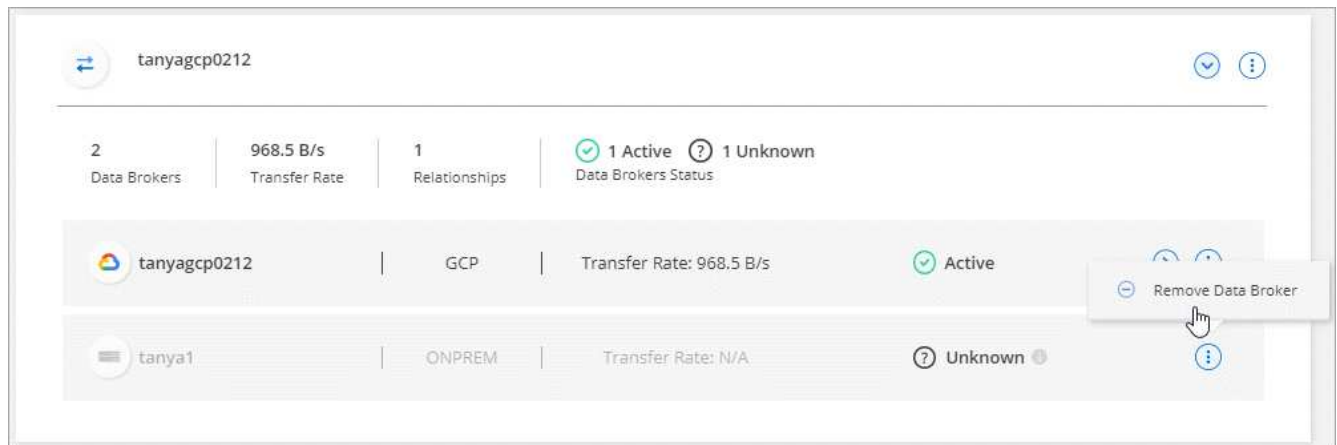 tanyagcp0212
2 968.5 B/s 1 1 Active 1 Unknown
Data Brokers Transfer Rate Relationships Data Brokers Status
tanyagcp0212 GCP Transfer Rate: 968.5 B/s Active
Remove Data Broker
tanya1 ONPREM Transfer Rate: N/A Unknown